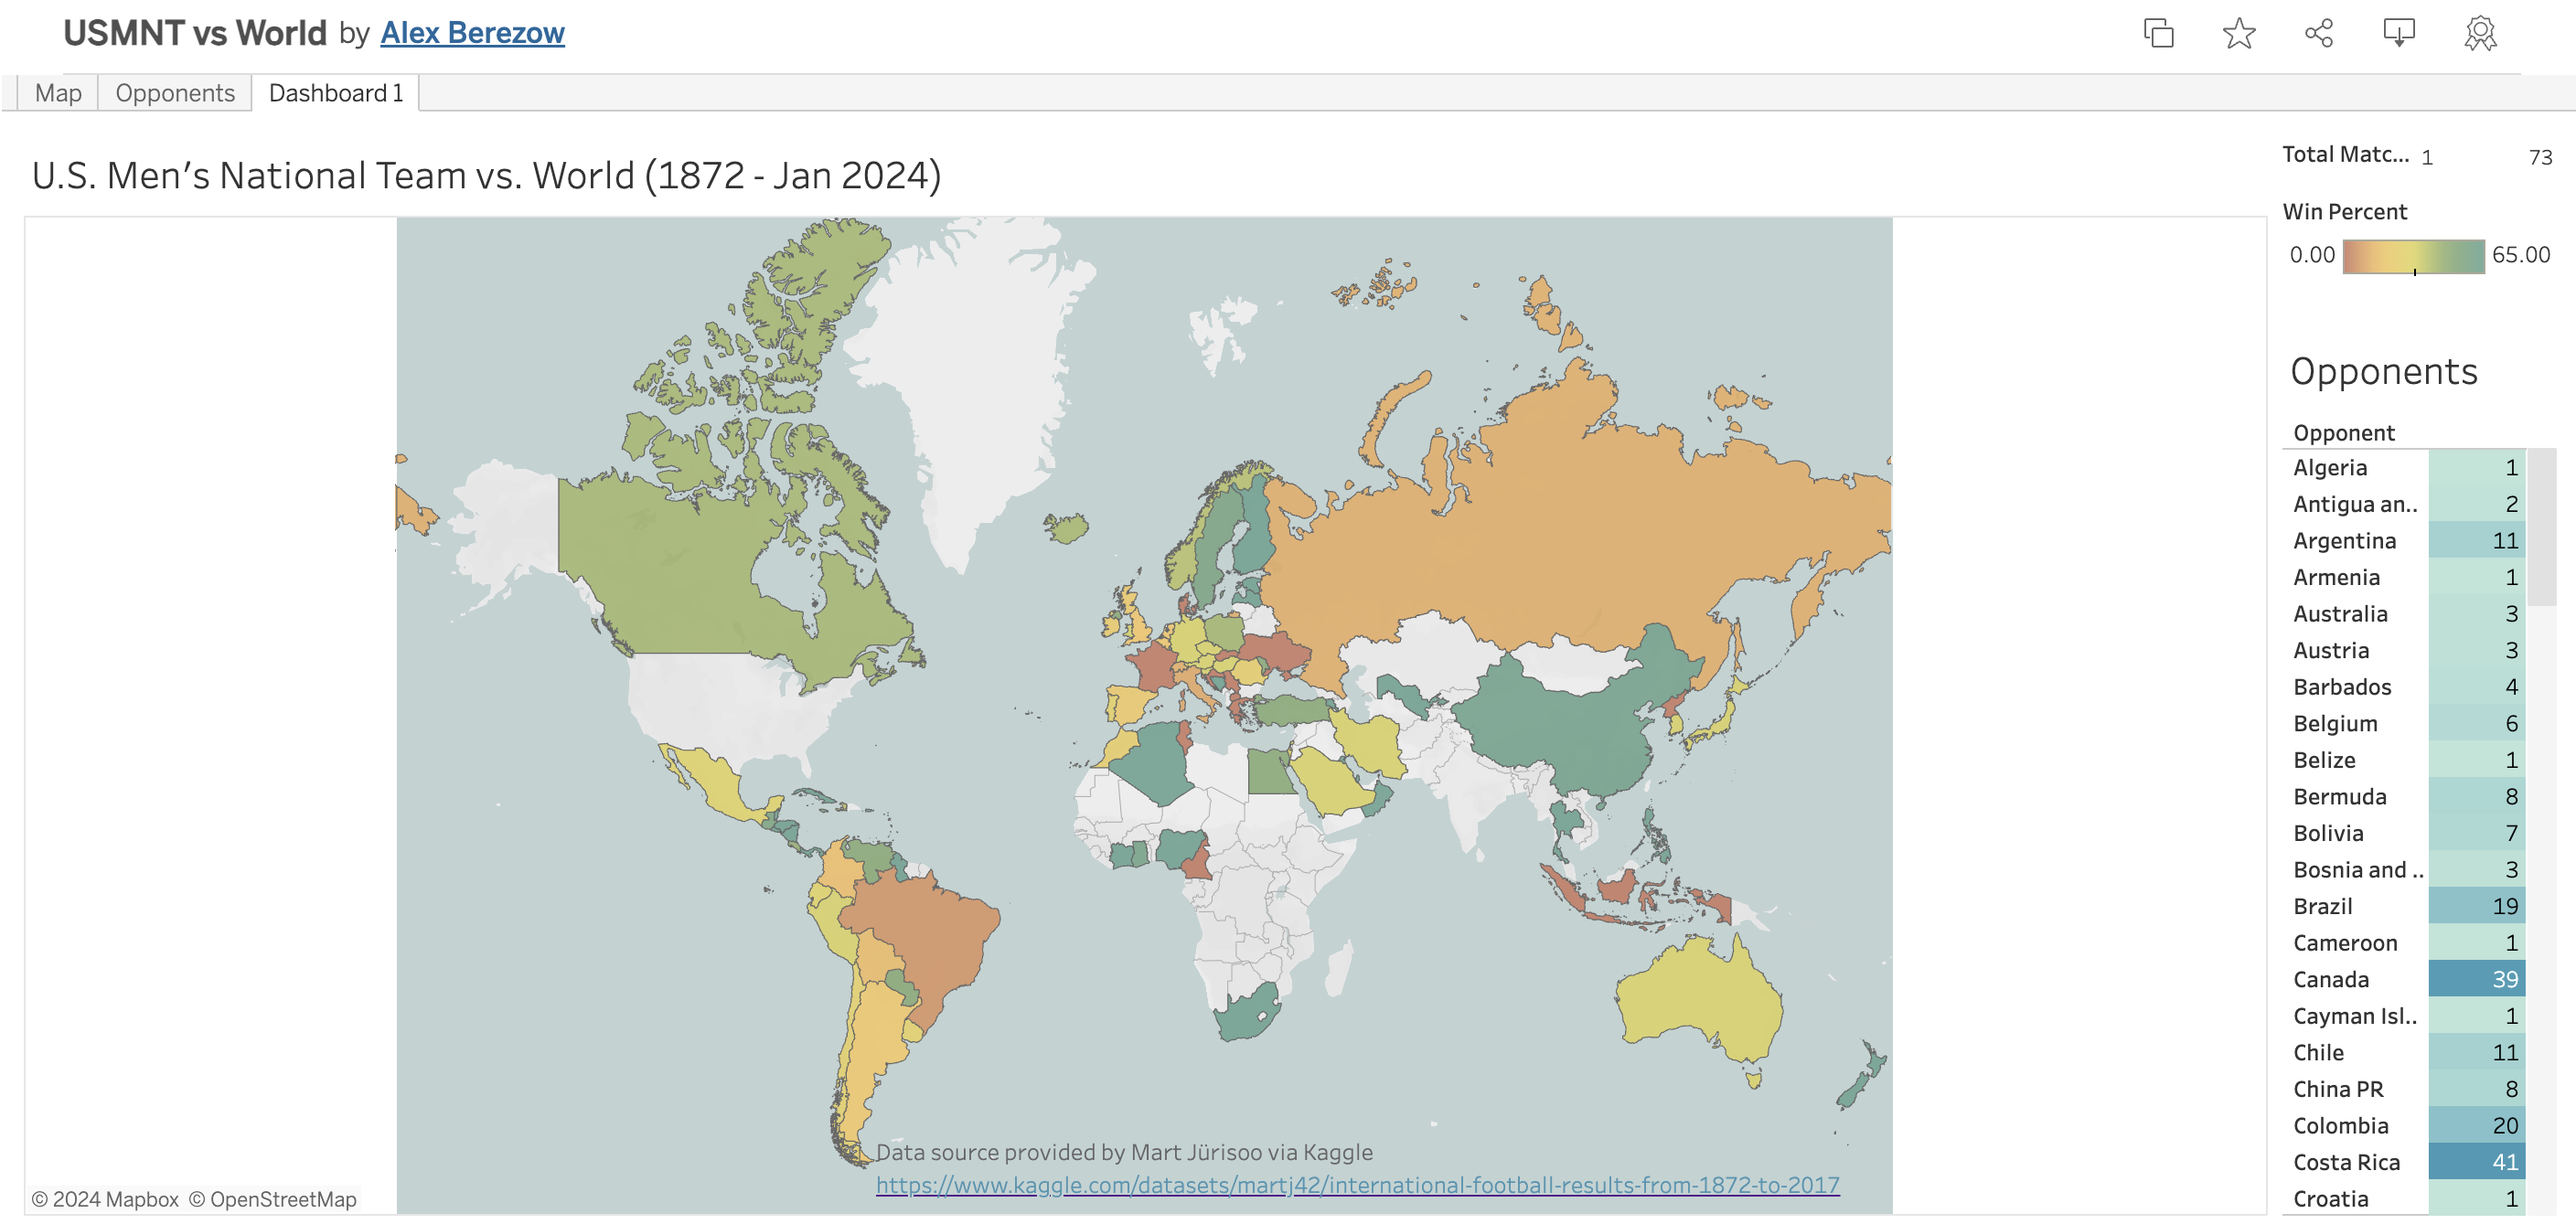 USMNT vs World by Alex Berezow
Map Opponents Dashboard 1
U.S. Men's National Team vs. World (1872 - Jan 2024)
Total Matc... 1 73
Win Percent
0.00 65.00
Opponents
Opponent
Algeria 1
Antigua an.. 2
Argentina 11
Armenia 1
Australia 3
Austria 3
Barbados 4
Belgium 6
Belize 1
Bermuda 8
Bolivia 7
Bosnia and .. 3
Brazil 19
Cameroon 1
Canada 39
Cayman Isl.. 1
Chile 11
China PR 8
Colombia 20
Costa Rica 41
Croatia 1
Data source provided by Mart Jürisoo via Kaggle
https://www.kaggle.com/datasets/martj42/international-football-results-from-1872-to-2017
© 2024 Mapbox © OpenStreetMap